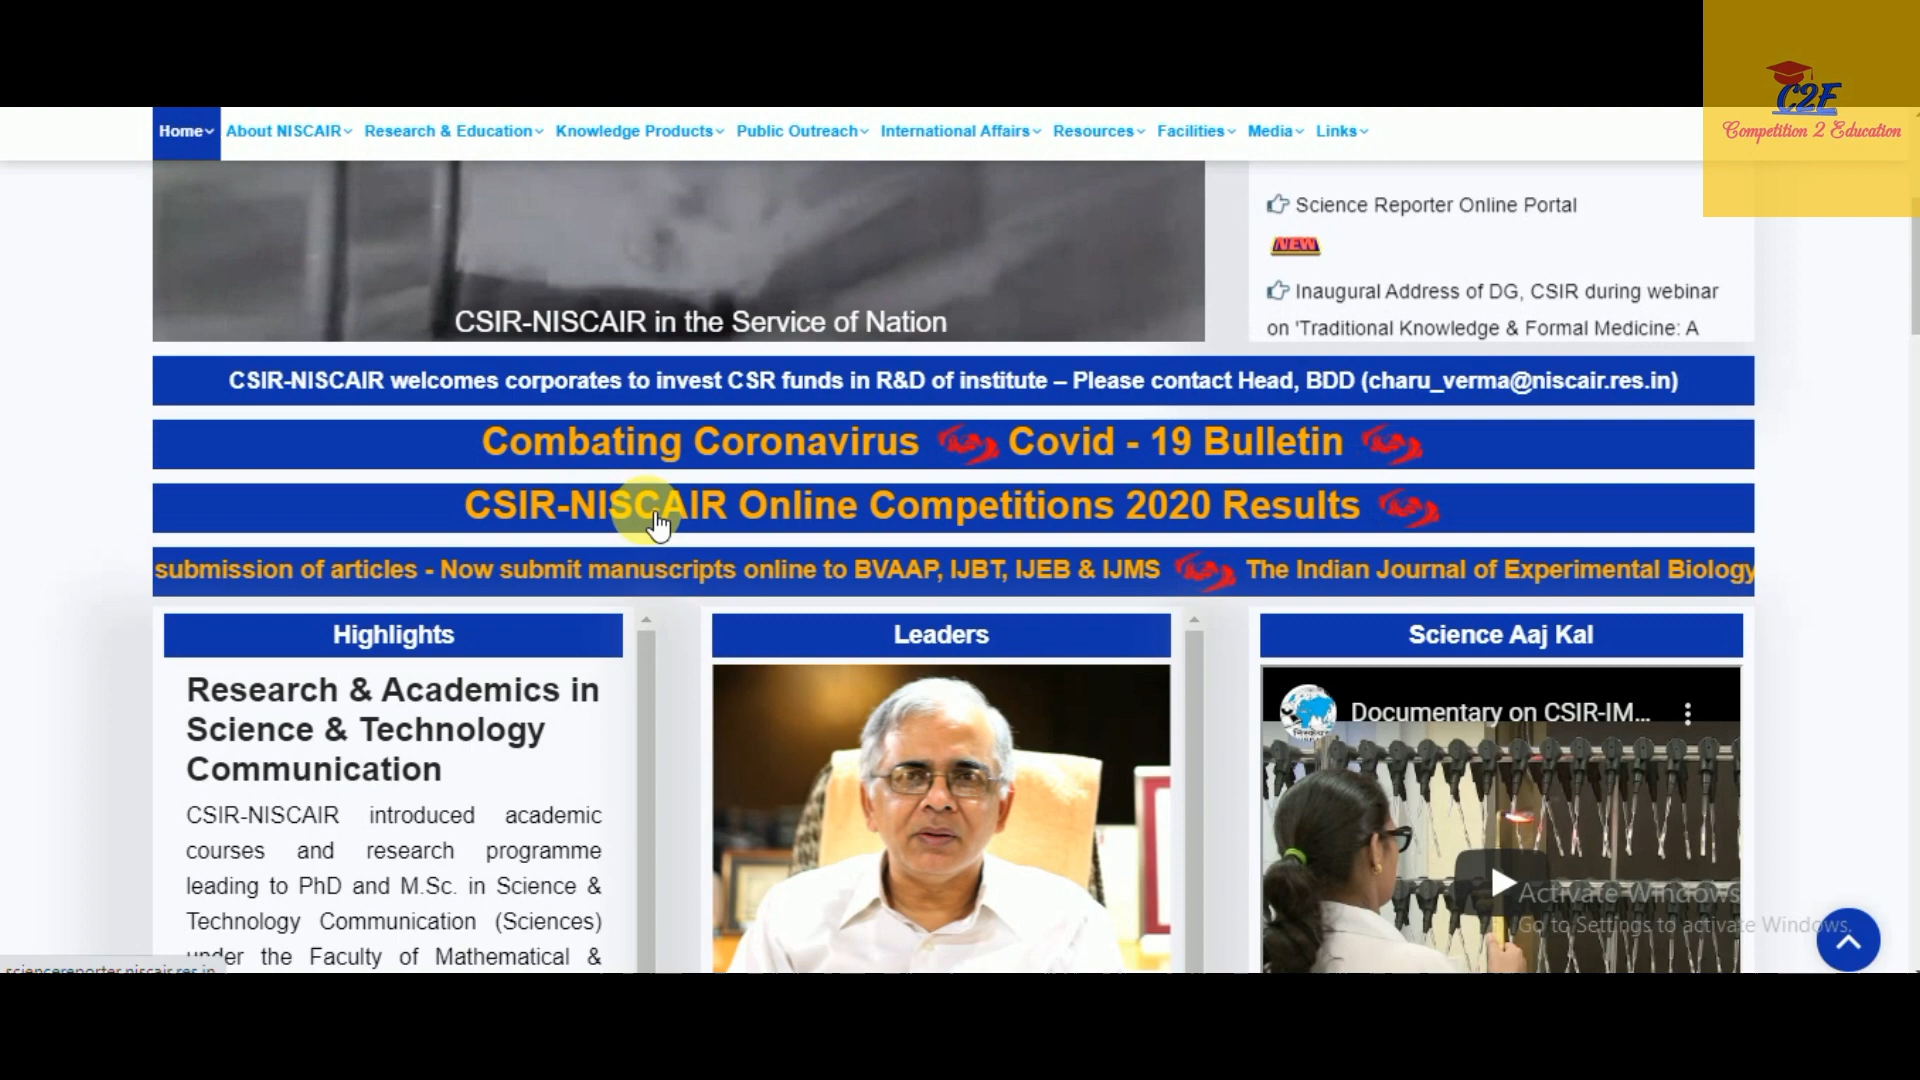 C2E
Competition 2 Education
Home About NISCAIR Research & Education Knowledge Products Public Outreach International Affairs Resources Facilities Media Links
Science Reporter Online Portal
NEW
Inaugural Address of DG, CSIR during webinar
on 'Traditional Knowledge & Formal Medicine: A
CSIR-NISCAIR in the Service of Nation
CSIR-NISCAIR welcomes corporates to invest CSR funds in R&D of institute – Please contact Head, BDD (charu_verma@niscair.res.in)
Combating Coronavirus Covid - 19 Bulletin
CSIR-NISCAIR Online Competitions 2020 Results
submission of articles - Now submit manuscripts online to BVAAP, IJBT, IJEB & IJMS The Indian Journal of Experimental Biology
Highlights
Research & Academics in
Science & Technology
Communication
CSIR-NISCAIR introduced academic
courses and research programme
leading to PhD and M.Sc. in Science &
Technology Communication (Sciences)
under the Faculty of Mathematical &
Leaders
Science Aaj Kal
Documentary on CSIR-IM...
Activate Windows
Go to Settings to activate Windows.
sciencereporter.niscair.res.in